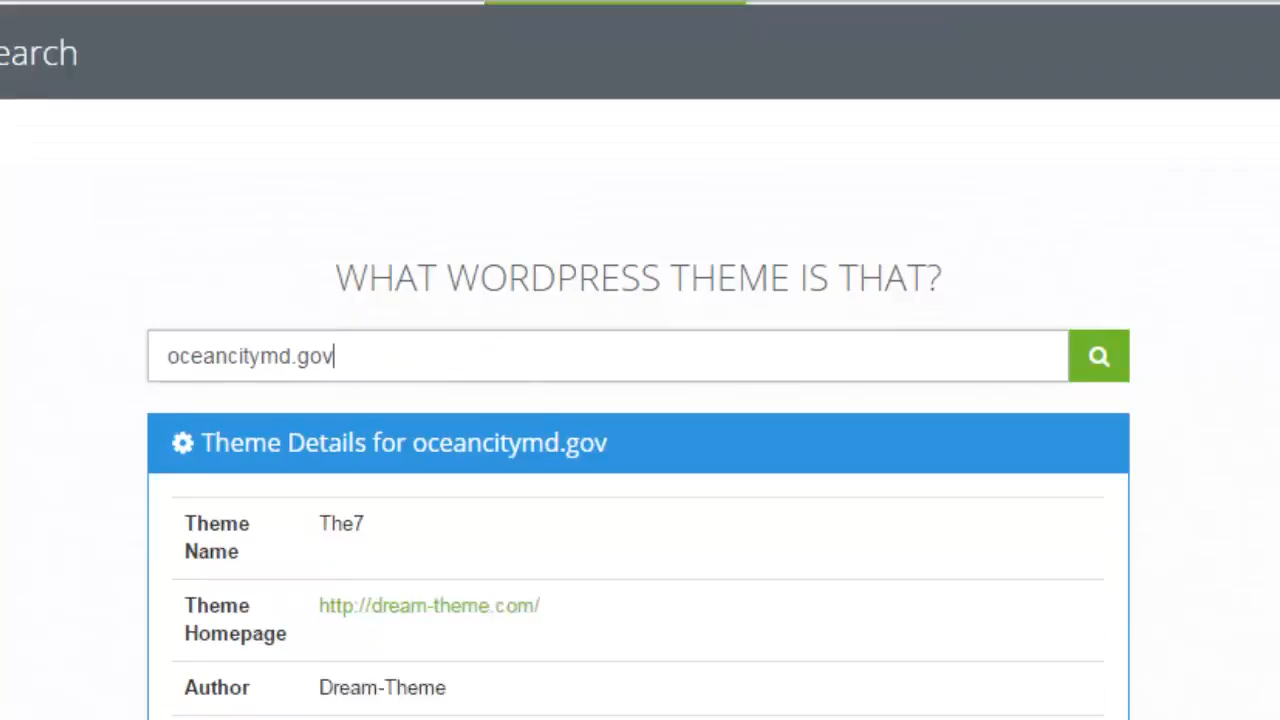 earch
WHAT WORDPRESS THEME IS THAT?
oceancitymd.gov
Theme Details for oceancitymd.gov
Theme Name The7
Theme Homepage http://dream-theme.com/
Author Dream-Theme